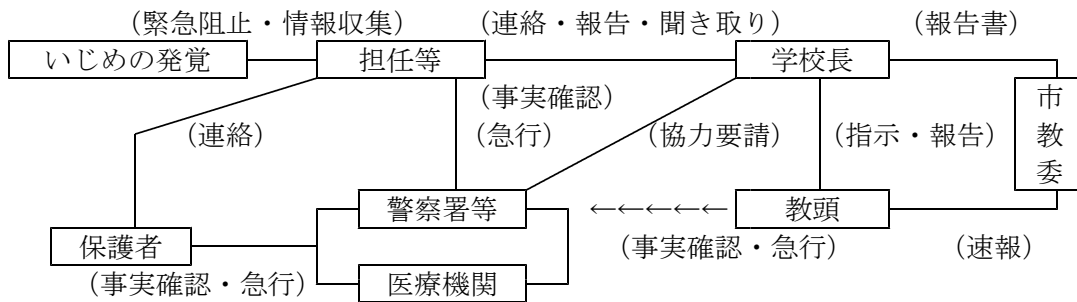 （緊急阻止・情報収集） （連絡・報告・聞き取り） （報告書）
いじめの発覚 担任等 学校長
（事実確認）
（連絡） （急行） （協力要請） （指示・報告） 市教委
警察署等 ←←←←← 教頭
保護者 （事実確認・急行） （速報）
（事実確認・急行） 医療機関